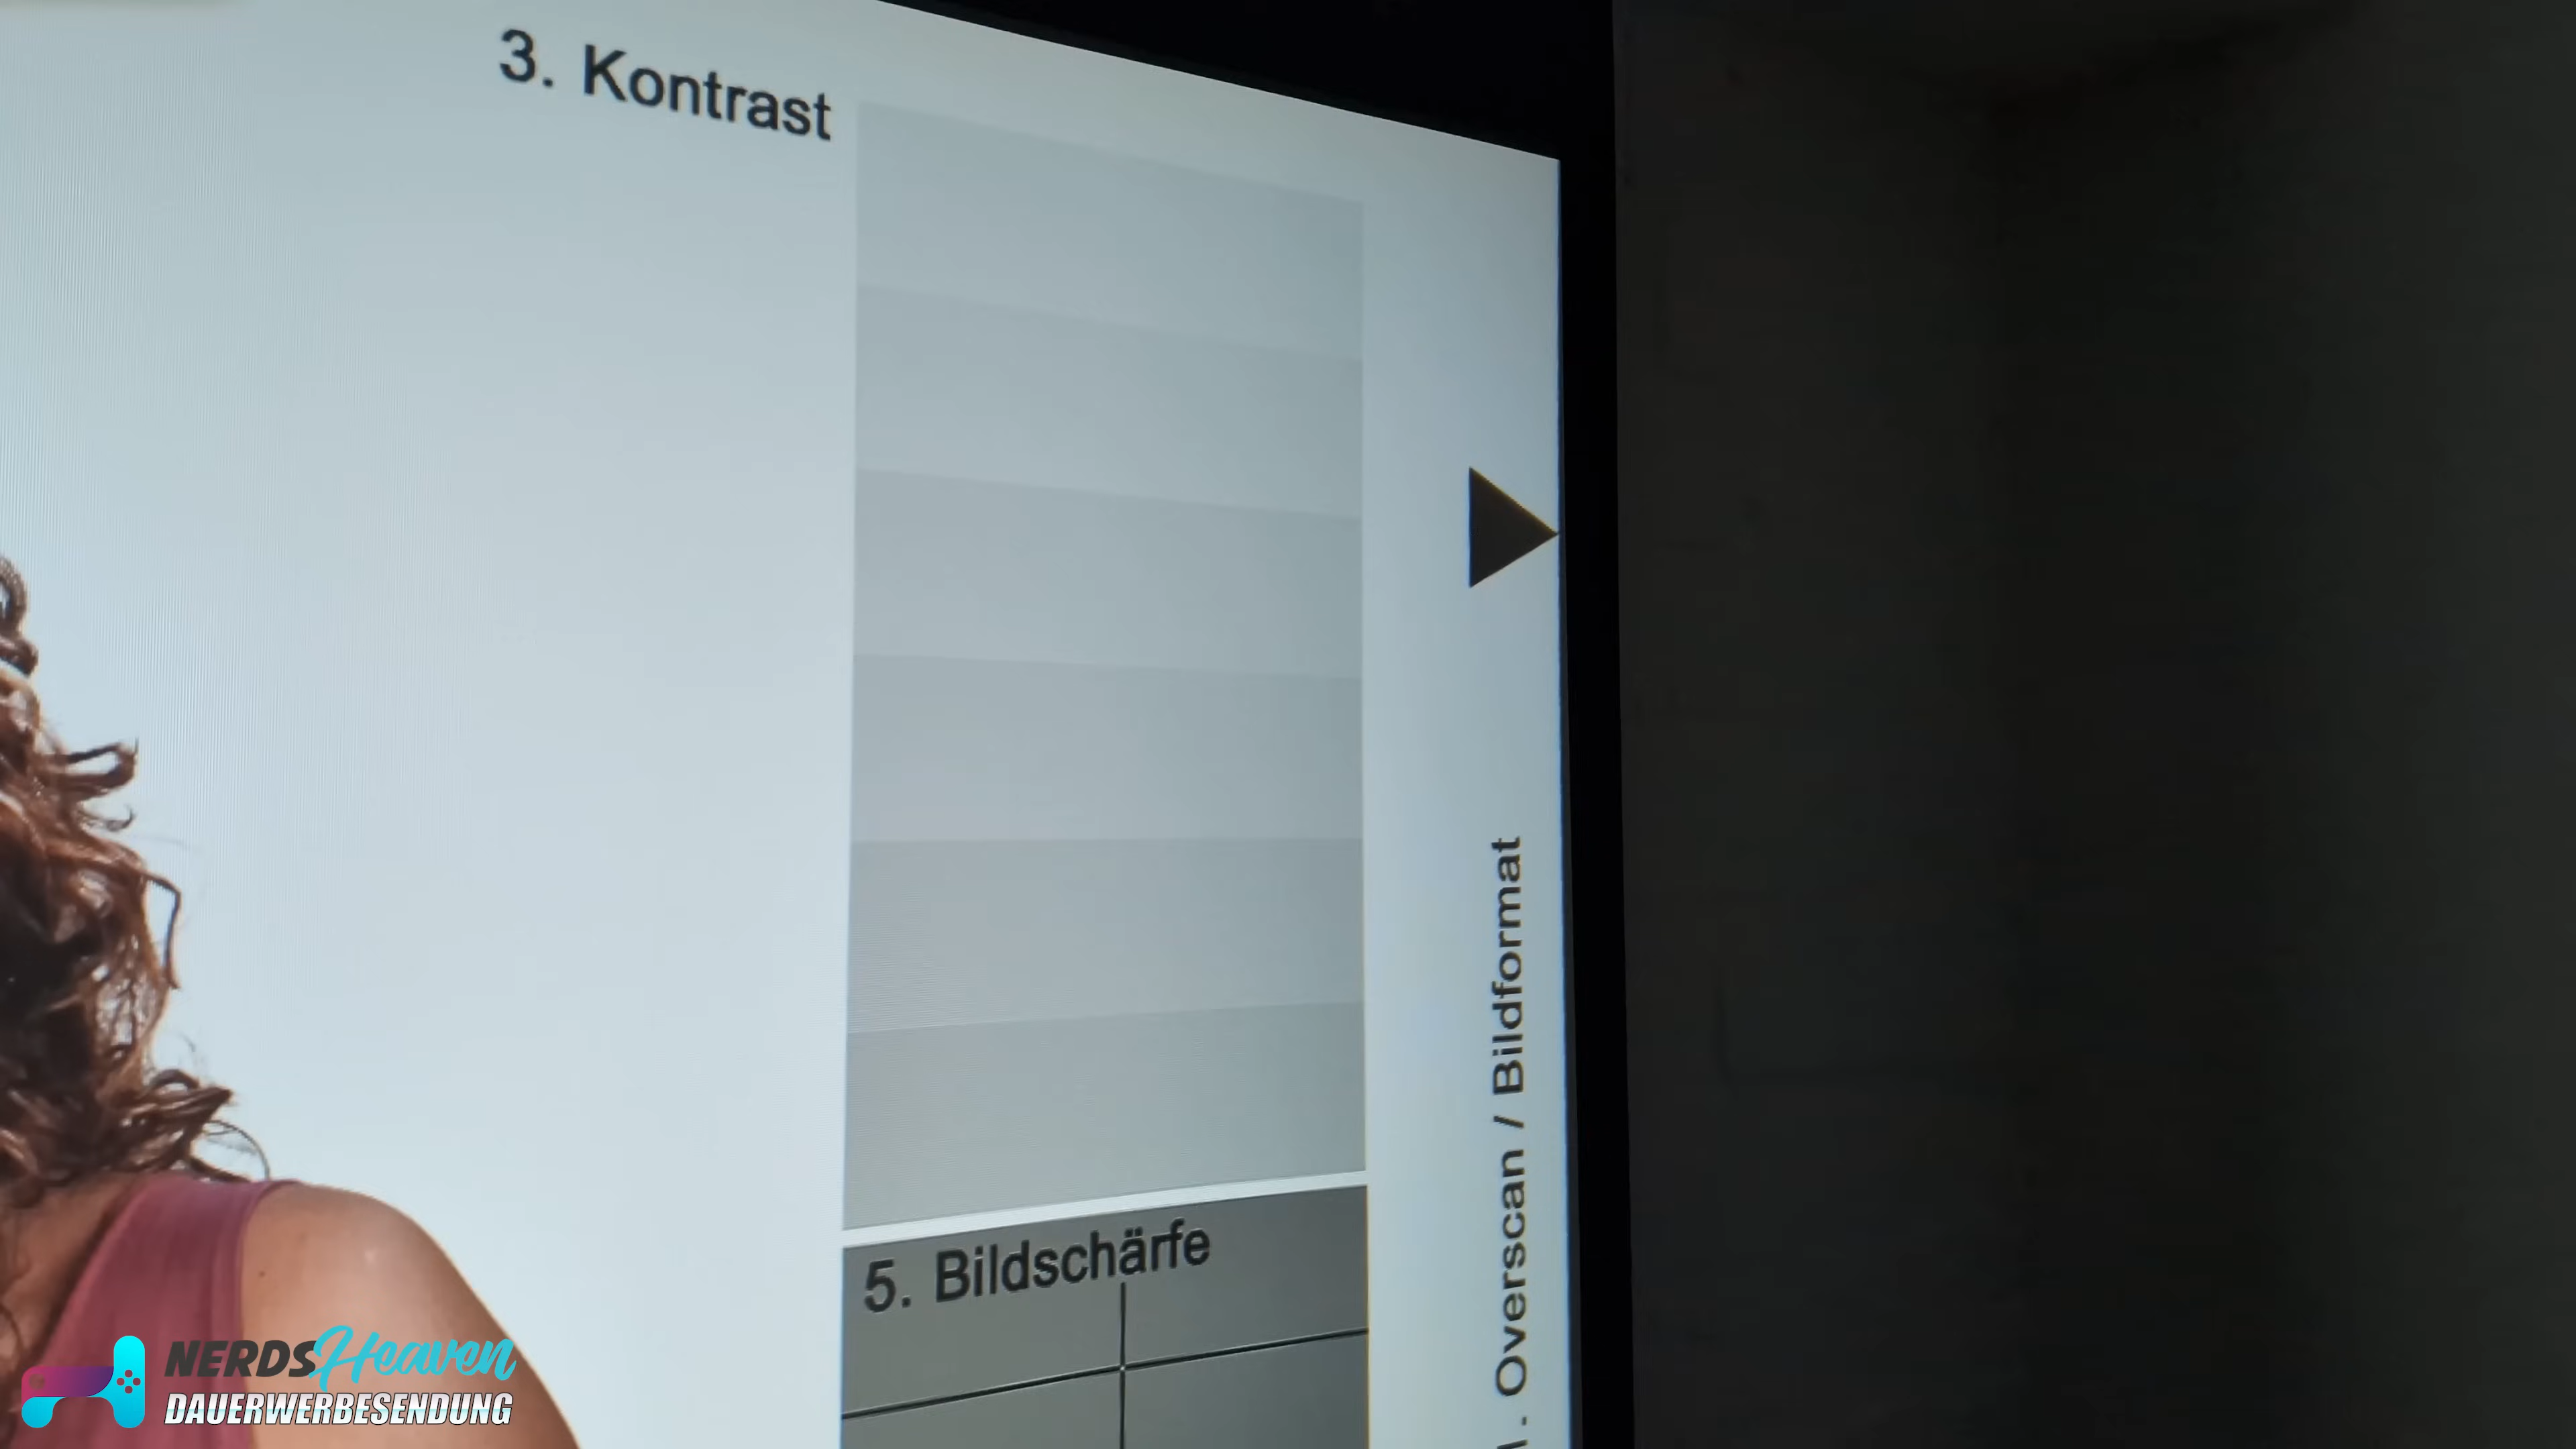 3. Kontrast
5. Bildschärfe
. Overscan / Bildformat
NERDSHeaven
DAUERWERBESENDUNG